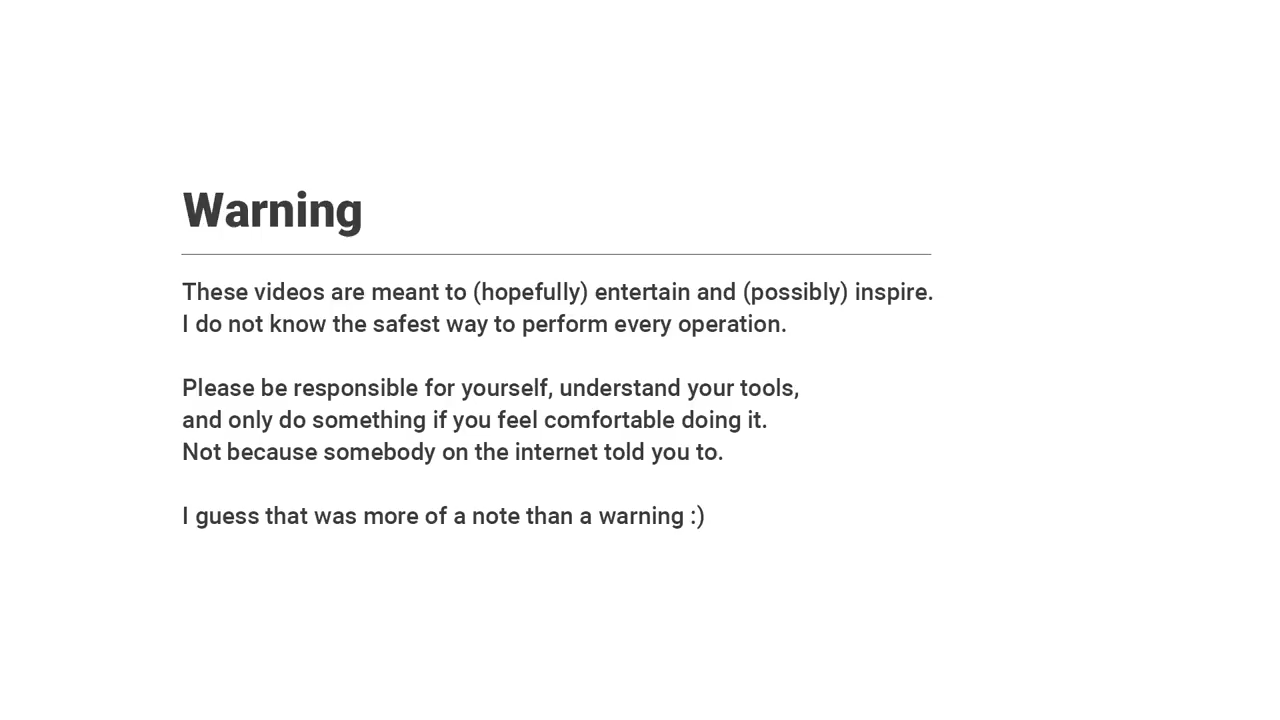 Warning
These videos are meant to (hopefully) entertain and (possibly) inspire.
I do not know the safest way to perform every operation.
Please be responsible for yourself, understand your tools,
and only do something if you feel comfortable doing it.
Not because somebody on the internet told you to.
I guess that was more of a note than a warning :)